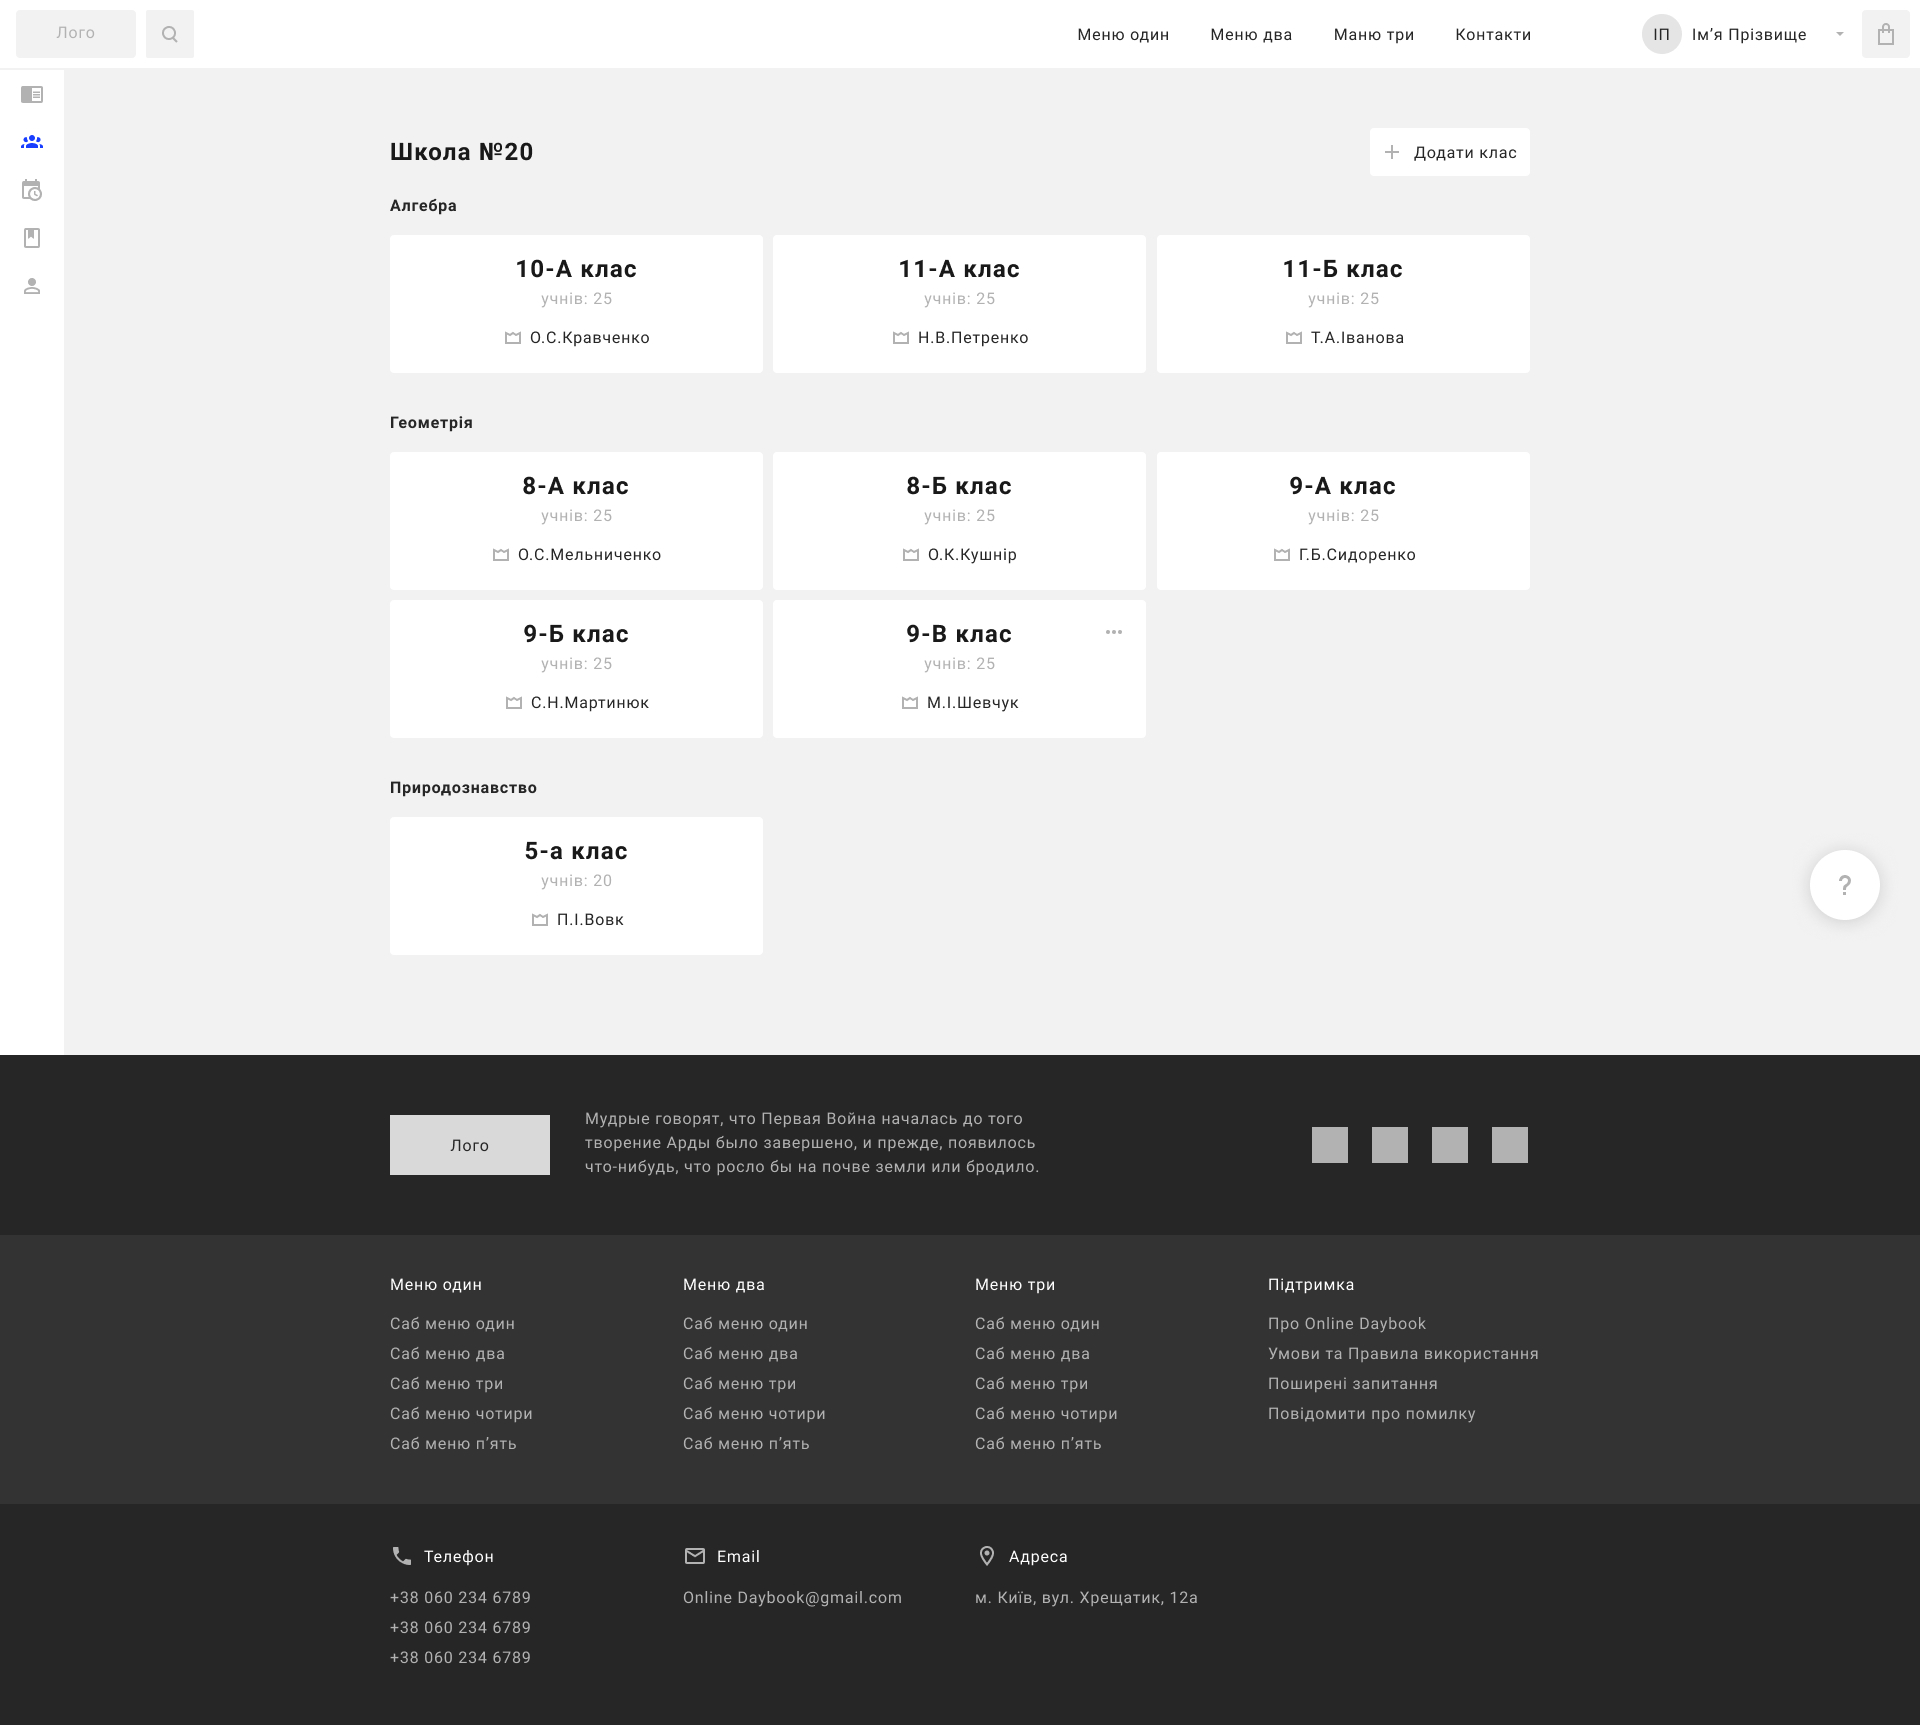 Лого
Меню один
Меню два
Маню три
Контакти
ІП
Ім’я Прізвище
Школа №20
Додати клас
Алгебра
10-А клас
учнів: 25
О.С.Кравченко
11-А клас
учнів: 25
Н.В.Петренко
11-Б клас
учнів: 25
Т.А.Іванова
Геометрія
8-А клас
учнів: 25
О.С.Мельниченко
8-Б клас
учнів: 25
О.К.Кушнір
9-А клас
учнів: 25
Г.Б.Сидоренко
9-Б клас
учнів: 25
С.Н.Мартинюк
9-В клас
учнів: 25
М.І.Шевчук
Природознавство
5-а клас
учнів: 20
П.І.Вовк
?
Лого
Мудрые говорят, что Первая Война началась до того
творение Арды было завершено, и прежде, появилось
что-нибудь, что росло бы на почве земли или бродило.
Меню один
Саб меню один
Саб меню два
Саб меню три
Саб меню чотири
Саб меню п’ять
Меню два
Саб меню один
Саб меню два
Саб меню три
Саб меню чотири
Саб меню п’ять
Меню три
Саб меню один
Саб меню два
Саб меню три
Саб меню чотири
Саб меню п’ять
Підтримка
Про Online Daybook
Умови та Правила використання
Поширені запитання
Повідомити про помилку
Телефон
+38 060 234 6789
+38 060 234 6789
+38 060 234 6789
Email
Online Daybook@gmail.com
Адреса
м. Київ, вул. Хрещатик, 12а